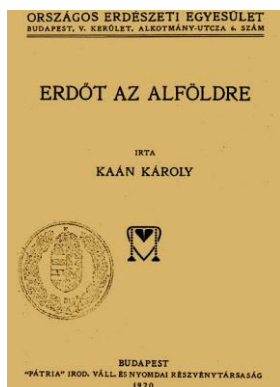 ORSZÁGOS ERDÉSZETI EGYESÜLET
BUDAPEST, V. KERÜLET, ALKOTMÁNY-UTCZA 6. SZÁM
ERDŐT AZ ALFÖLDRE
IRTA
KAÁN KÁROLY
BUDAPEST
"PÁTRIA" IROD. VÁLL. ÉS NYOMDAI RÉSZVÉNYTÁRSASÁG
1920